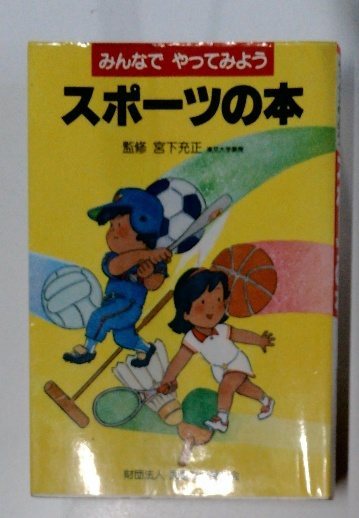 みんなで やってみよう
スポーツの本
監修 宮下充正 東京大学教授
財団法人